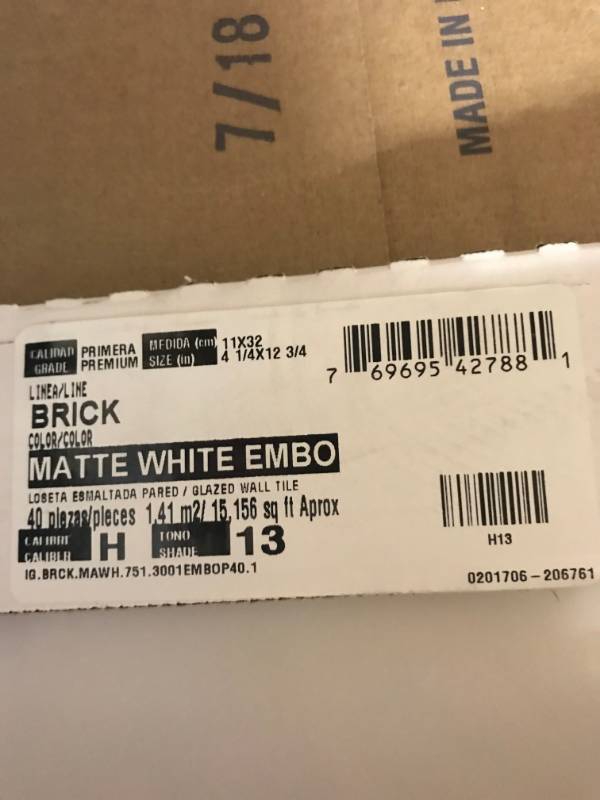 7/18
MADE IN
CALIDAD PRIMERA MEDIDA (cm) 11X32
GRADE PREMIUM SIZE (in) 4 1/4X12 3/4
7 69695 42788 1
LINEA/LINE
BRICK
COLOR/COLOR
MATTE WHITE EMBO
LOSETA ESMALTADA PARED / GLAZED WALL TILE
40 piezas/pieces 1.41 m2/ 15,156 sq ft Aprox
CALIBRE TONO
CALIBER H SHADE 13
H13
IG.BRCK.MAWH.751.3001EMBOP40.1
0201706-206761